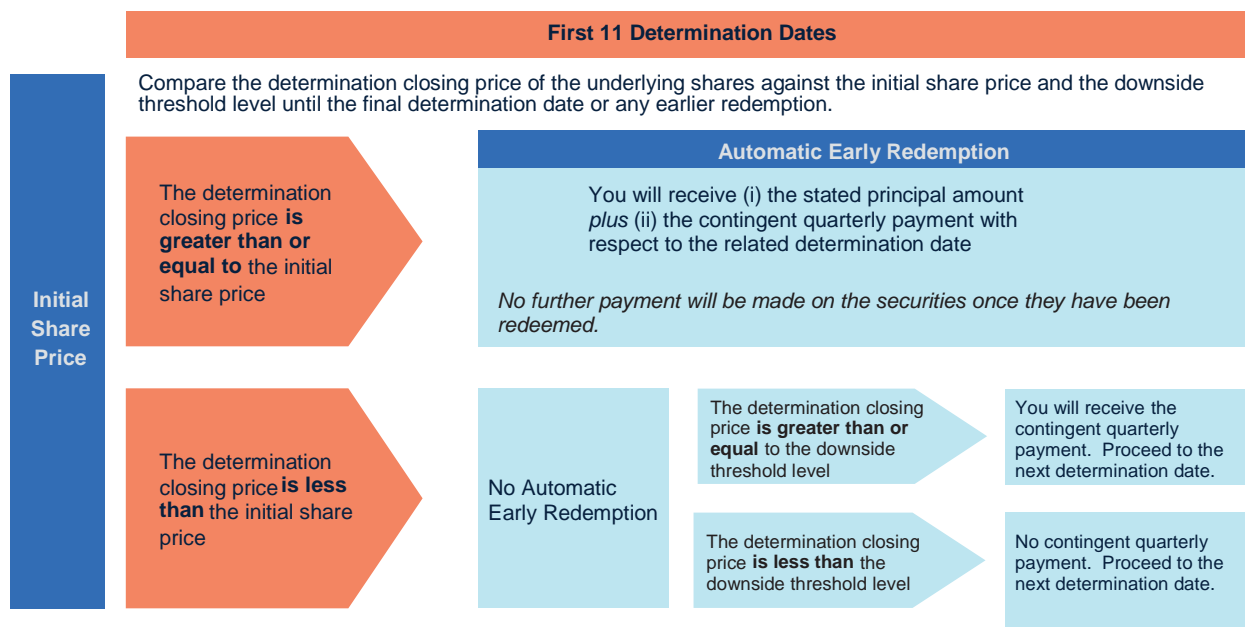 First 11 Determination Dates
Compare the determination closing price of the underlying shares against the initial share price and the downside
threshold level until the final determination date or any earlier redemption.
Initial
Share
Price
The determination
closing price is
greater than or
equal to the initial
share price
Automatic Early Redemption
You will receive (i) the stated principal amount
plus (ii) the contingent quarterly payment with
respect to the related determination date
No further payment will be made on the securities once they have been
redeemed.
The determination
closing price is less
than the initial share
price
No Automatic
Early Redemption
The determination closing
price is greater than or
equal to the downside
threshold level
You will receive the
contingent quarterly
payment.  Proceed to the
next determination date.
The determination closing
price is less than the
downside threshold level
No contingent quarterly
payment.  Proceed to the
next determination date.